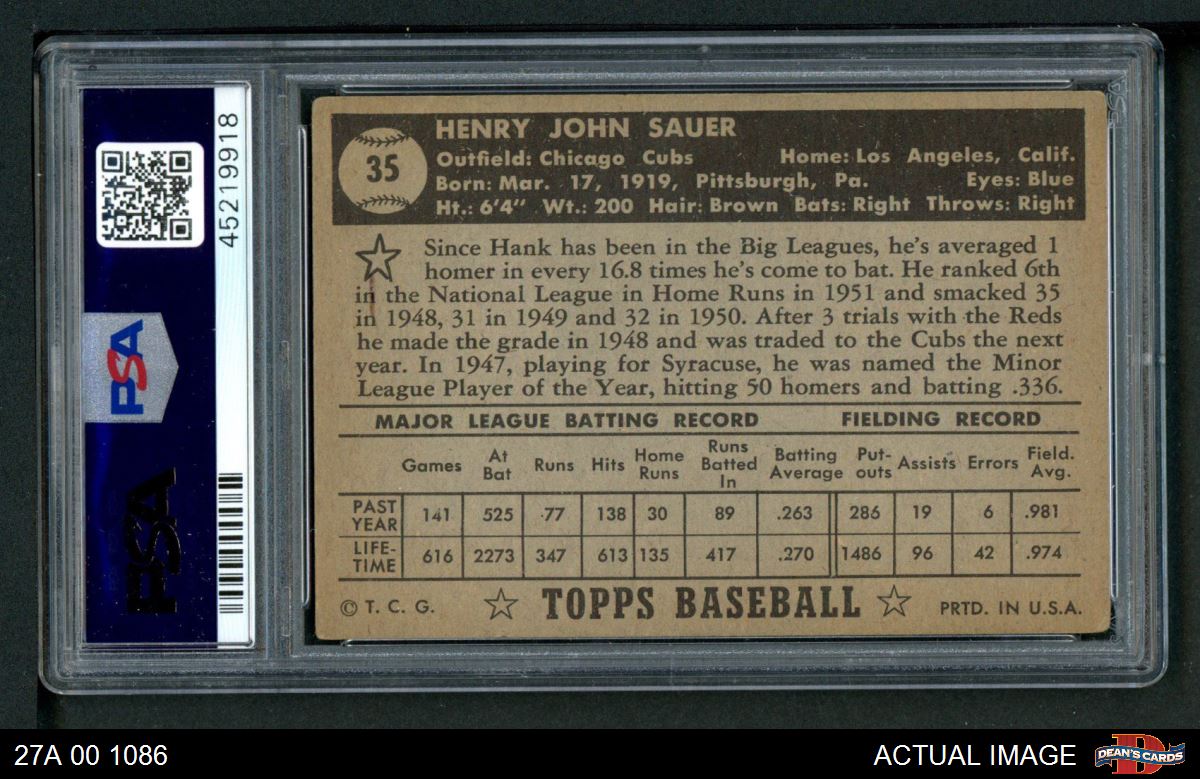 45219918
PSA
PSA
35
HENRY JOHN SAUER
Outfield: Chicago Cubs Home: Los Angeles, Calif.
Born: Mar. 17, 1919, Pittsburgh, Pa. Eyes: Blue
Ht.: 6'4" Wt.: 200 Hair: Brown Bats: Right Throws: Right
Since Hank has been in the Big Leagues, he's averaged 1
homer in every 16.8 times he's come to bat. He ranked 6th
in the National League in Home Runs in 1951 and smacked 35
in 1948, 31 in 1949 and 32 in 1950. After 3 trials with the Reds
he made the grade in 1948 and was traded to the Cubs the next
year. In 1947, playing for Syracuse, he was named the Minor
League Player of the Year, hitting 50 homers and batting .336.
MAJOR LEAGUE BATTING RECORD FIELDING RECORD
Games At Bat Runs Hits Home Runs Runs Batted In Batting Average Put-outs Assists Errors Field. Avg.
PAST YEAR 141 525 77 138 30 89 .263 286 19 6 .981
LIFE-TIME 616 2273 347 613 135 417 .270 1486 96 42 .974
© T. C. G. TOPPS BASEBALL PRTD. IN U.S.A.
27A 00 1086 ACTUAL IMAGE DEAN'S CARDS